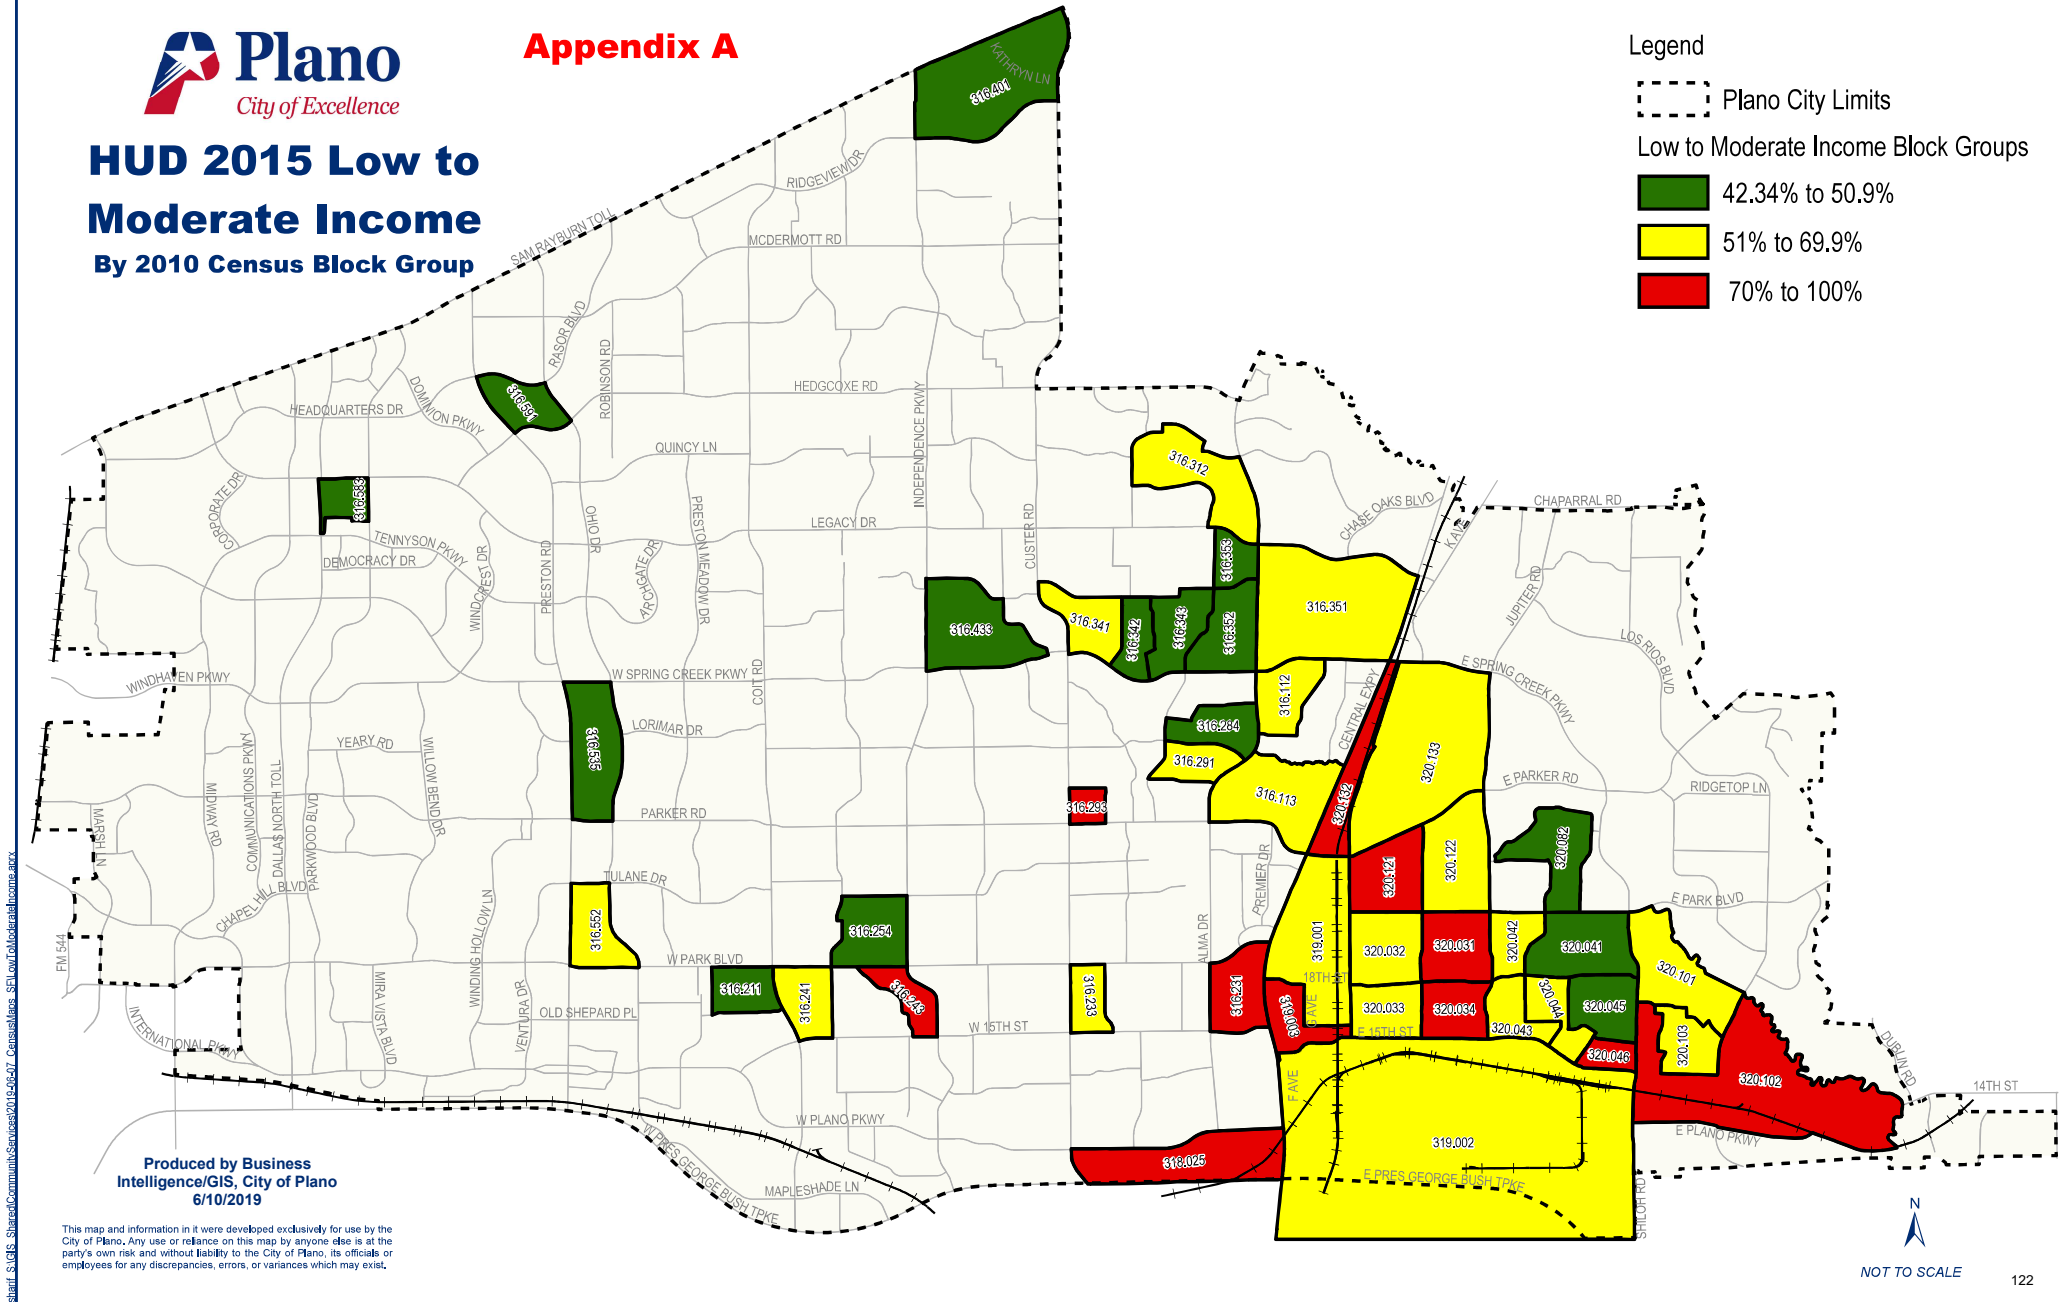 Plano
City of Excellence
Appendix A
HUD 2015 Low to
Moderate Income
By 2010 Census Block Group
Legend
Plano City Limits
Low to Moderate Income Block Groups
42.34% to 50.9%
51% to 69.9%
70% to 100%
KATHRYN LN
316.401
RIDGEVIEW DR
SAM RAYBURN TOLL
MCDERMOTT RD
RASOR BLVD
ROBINSON RD
HEDGCOXE RD
INDEPENDENCE PKWY
DOMINION PKWY
HEADQUARTERS DR
316.591
QUINCY LN
316.312
CORPORATE DR
316.583
OHIO DR
PRESTON MEADOW DR
LEGACY DR
CUSTER RD
CHASE OAKS BLVD
K AVE
CHAPARRAL RD
TENNYSON PKWY
DEMOCRACY DR
WINDCREST DR
PRESTON RD
ARCHGATE DR
316.353
JUPITER RD
316.433
316.341
316.342
316.343
316.352
316.351
LOS RIOS BLVD
WINDHAVEN PKWY
W SPRING CREEK PKWY
COIT RD
E SPRING CREEK PKWY
316.112
CENTRAL EXPY
316.535
LORIMAR DR
316.284
316.291
YEARY RD
WILLOW BEND DR
COMMUNICATIONS PKWY
DALLAS NORTH TOLL
PARKWOOD BLVD
MIDWAY RD
MARSH LN
320.133
E PARKER RD
RIDGETOP LN
316.113
316.293
320.132
PARKER RD
320.082
320.121
320.122
PREMIER DR
TULANE DR
CHAPEL HILL BLVD
WINDING HOLLOW LN
E PARK BLVD
316.552
316.254
ALMA DR
319.001
320.032
320.031
320.042
320.041
320.101
FM 544
W PARK BLVD
316.211
316.241
316.243
316.233
316.231
18TH ST
G AVE
319.003
320.033
320.034
320.044
320.045
320.043
320.103
MIRA VISTA BLVD
VENTURA DR
OLD SHEPARD PL
W 15TH ST
E 15TH ST
320.046
320.102
DUBLIN RD
INTERNATIONAL PKWY
F AVE
14TH ST
W PLANO PKWY
E PLANO PKWY
319.002
318.025
W PRES GEORGE BUSH TPKE
MAPLESHADE LN
E PRES GEORGE BUSH TPKE
SHILOH RD
Produced by Business
Intelligence/GIS, City of Plano
6/10/2019
This map and information in it were developed exclusively for use by the
City of Plano. Any use or reliance on this map by anyone else is at the
party's own risk and without liability to the City of Plano, its officials or
employees for any discrepancies, errors, or variances which may exist.
N
NOT TO SCALE
122